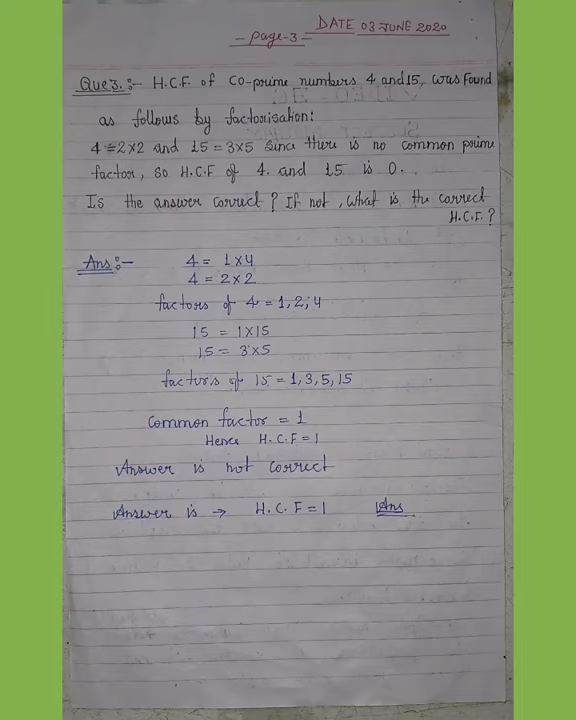 - Page-3 -
DATE 03 JUNE 2020
Que 3. :- H.C.F. of Co-prime numbers 4 and 15, was found
as follows by factorisation:
4 = 2×2 and 15 = 3×5 Since there is no common prime
factor, so H.C.F of 4 and 15 is 0.
Is the answer correct? If not, what is the correct
H.C.F.?
Ans:-
4 = 1×4
4 = 2×2
factors of 4 = 1, 2, 4
15 = 1×15
15 = 3×5
factors of 15 = 1, 3, 5, 15
Common factor = 1
Hence H.C.F = 1
Answer is not correct
Answer is → H.C.F = 1 Ans